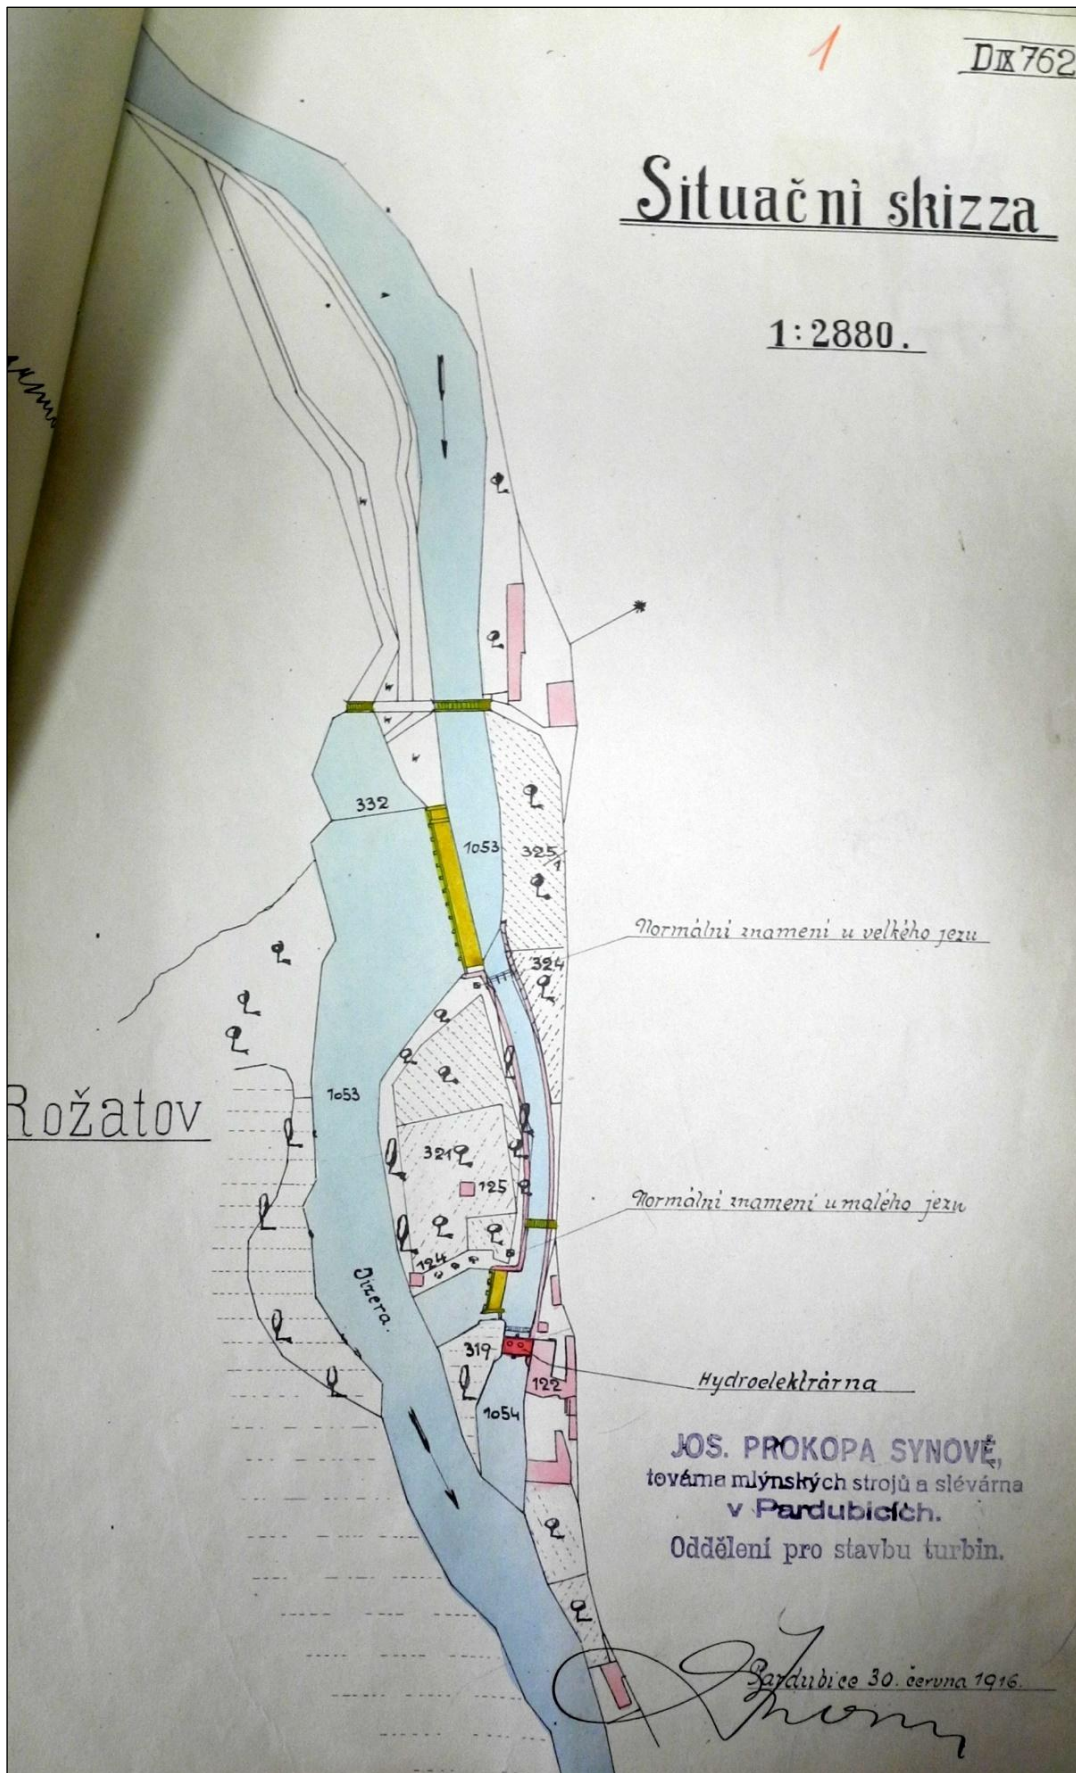 1
DIX762
Situační skizza
1:2880.
332
1053
325
1
Normální znamení u velkého jezu
324
1053
Rožatov
321
125
Normální znamení u malého jezu
124
Jizera.
319
122
Hydroelektrárna
1054
JOS. PROKOPA SYNOVÉ,
továrna mlýnských strojů a slévárna
v Pardubicích.
Oddělení pro stavbu turbin.
Pardubice 30. června 1916.